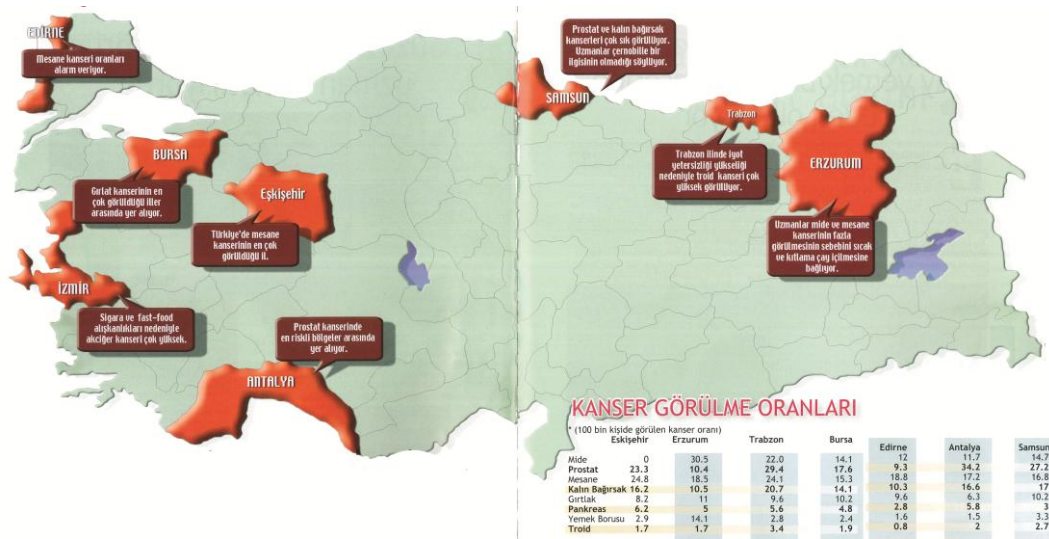 EDİRNE
Mesane kanseri oranları
alarm veriyor.
BURSA
Gırlat kanserinin en
çok görüldüğü iller
arasında yer alıyor.
Eşkişehir
Türkiye'de mesane
kanserinin en çok
görüldüğü il.
İZMİR
Sigara ve fast-food
alışkanlıkları nedeniyle
akciğer kanseri çok yüksek.
Prostat kanserinde
en riskli bölgeler arasında
yer alıyor.
ANTALYA
Prostat ve kalın bağırsak
kanserleri çok sık görülüyor.
Uzmanlar çernobille bir
ilgisinin olmadığı söylüyor.
SAMSUN
Trabzon
Trabzon ilinde iyot
yetersizliği yükseliği
nedeniyle troid kanseri çok
yüksek görülüyor.
ERZURUM
Uzmanlar mide ve mesane
kanserinin fazla
görülmesinin sebebini sıcak
ve kıtlama çay içilmesine
bağlıyor.
KANSER GÖRÜLME ORANLARI
* (100 bin kişide görülen kanser oranı)
Eskişehir Erzurum Trabzon Bursa Edirne Antalya Samsun
Mide 0 30.5 22.0 14.1 12 11.7 14.7
Prostat 23.3 10.4 29.4 17.6 9.3 34.2 27.2
Mesane 24.8 18.5 24.1 15.3 18.8 17.2 16.8
Kalın Bağırsak 16.2 10.5 20.7 14.1 10.3 16.6 17
Gırtlak 8.2 11 9.6 10.2 9.6 6.3 10.2
Pankreas 6.2 5 5.6 4.8 2.8 5.8 3
Yemek Borusu 2.9 14.1 2.8 2.4 1.6 1.5 3.3
Troid 1.7 1.7 3.4 1.9 0.8 2 2.7